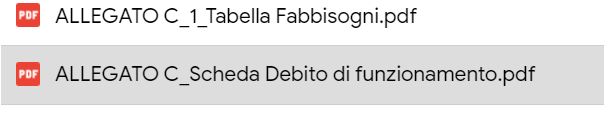 PDF ALLEGATO C_1_Tabella Fabbisogni.pdf
PDF ALLEGATO C_Scheda Debito di funzionamento.pdf